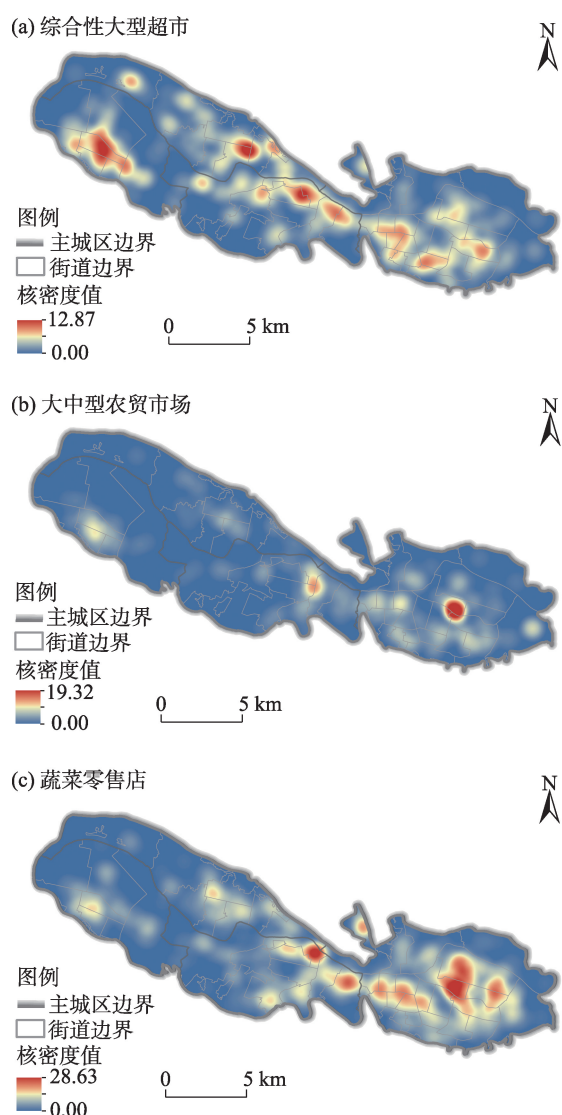 (a) 综合性大型超市
N
图例
主城区边界
街道边界
核密度值
12.87
0.00
0 5 km
(b) 大中型农贸市场
N
图例
主城区边界
街道边界
核密度值
19.32
0.00
0 5 km
(c) 蔬菜零售店
N
图例
主城区边界
街道边界
核密度值
28.63
0.00
0 5 km